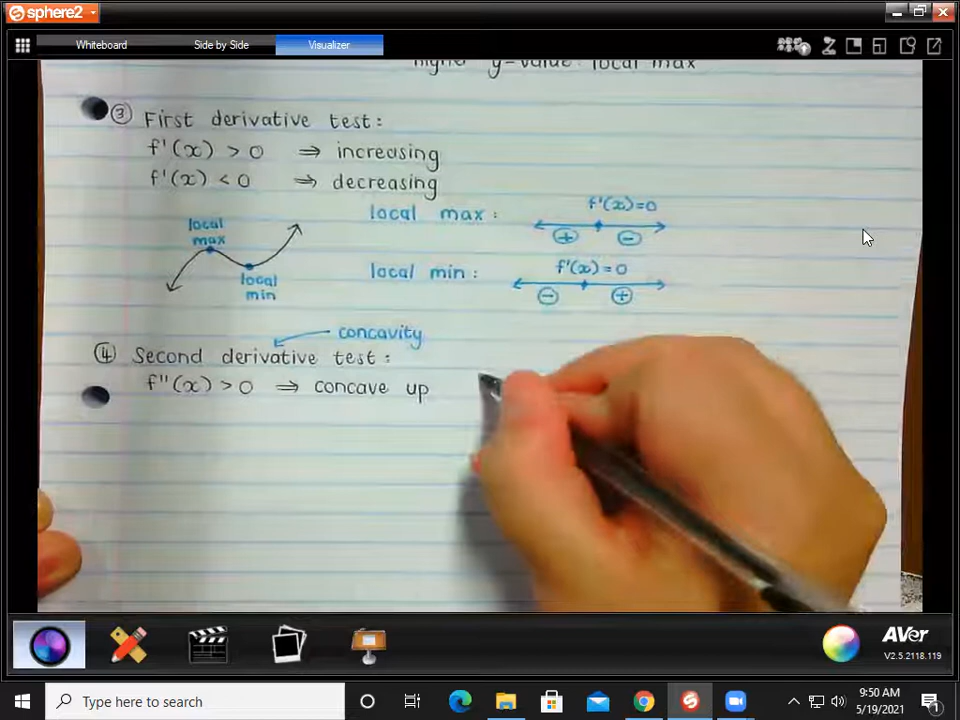 sphere2
Whiteboard
Side by Side
Visualizer
higher y-value: local max
③ First derivative test:
f'(x) > 0 ⇒ increasing
f'(x) < 0 ⇒ decreasing
local max
local min
local max:
f'(x)=0
+ −
local min:
f'(x)=0
− +
concavity
④ Second derivative test:
f''(x) > 0 ⇒ concave up
AVer
V2.5.2118.119
Type here to search
9:50 AM
5/19/2021
1